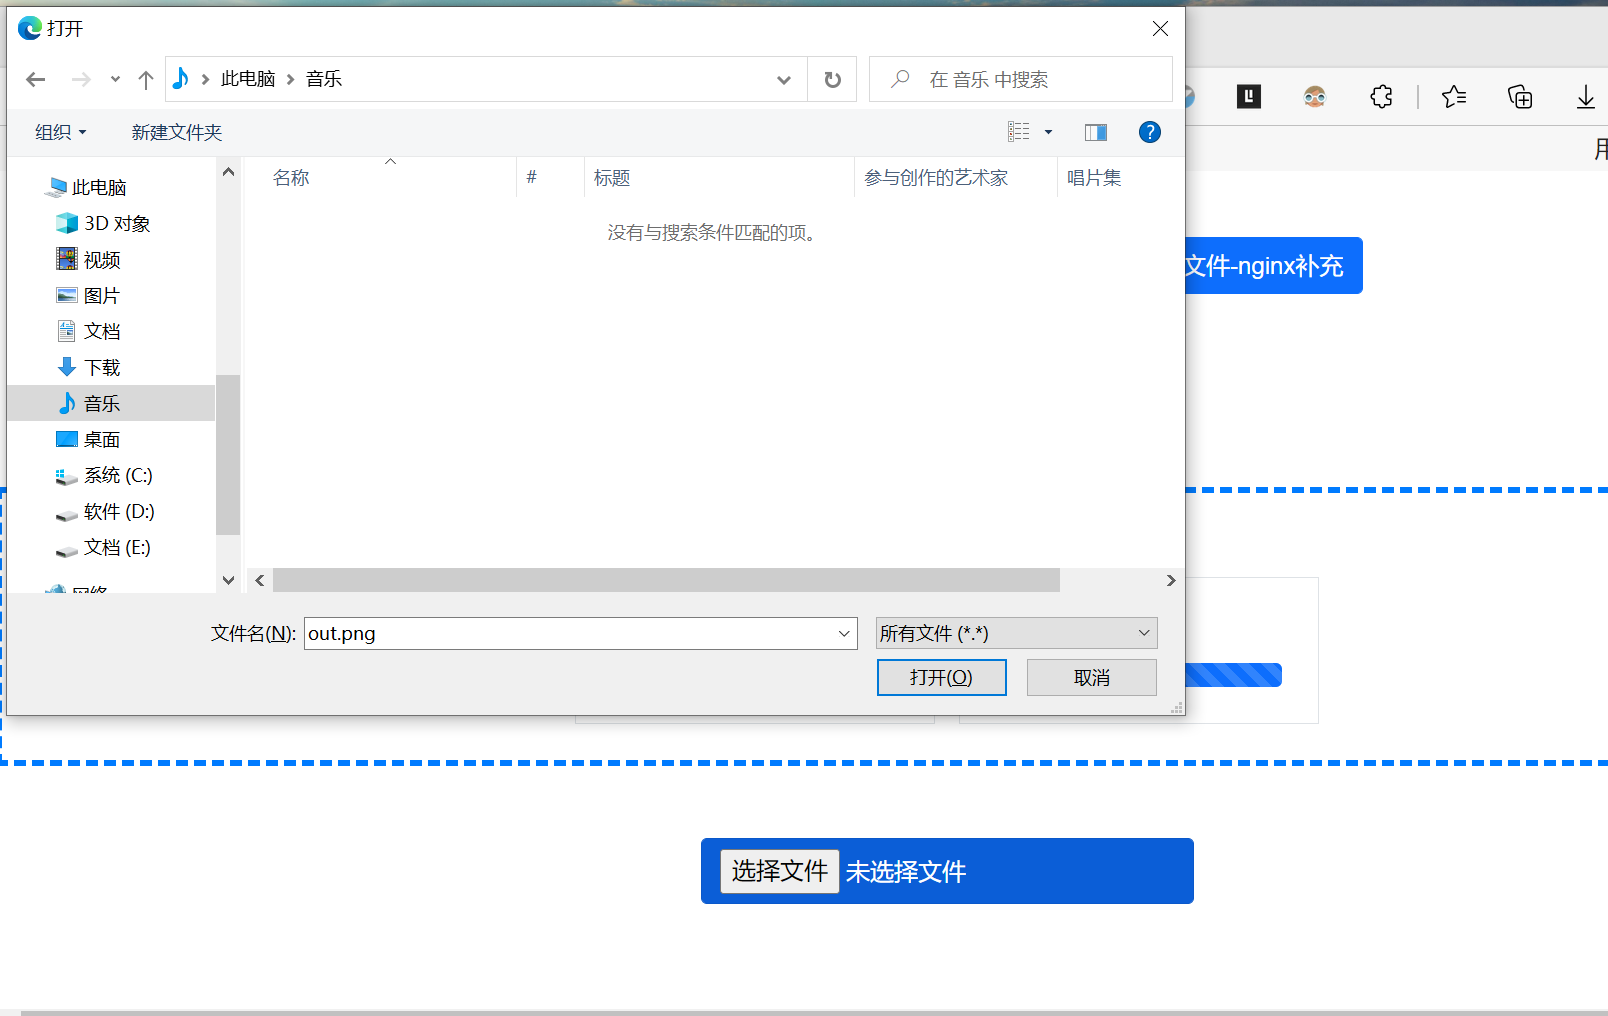 打开
此电脑 音乐
在 音乐 中搜索
组织 新建文件夹
用
名称 # 标题 参与创作的艺术家 唱片集
没有与搜索条件匹配的项。
此电脑
3D 对象
视频
图片
文档
下载
音乐
桌面
系统 (C:)
软件 (D:)
文档 (E:)
网络
文件-nginx补充
文件名(N): out.png 所有文件 (*.*)
打开(O) 取消
选择文件 未选择文件